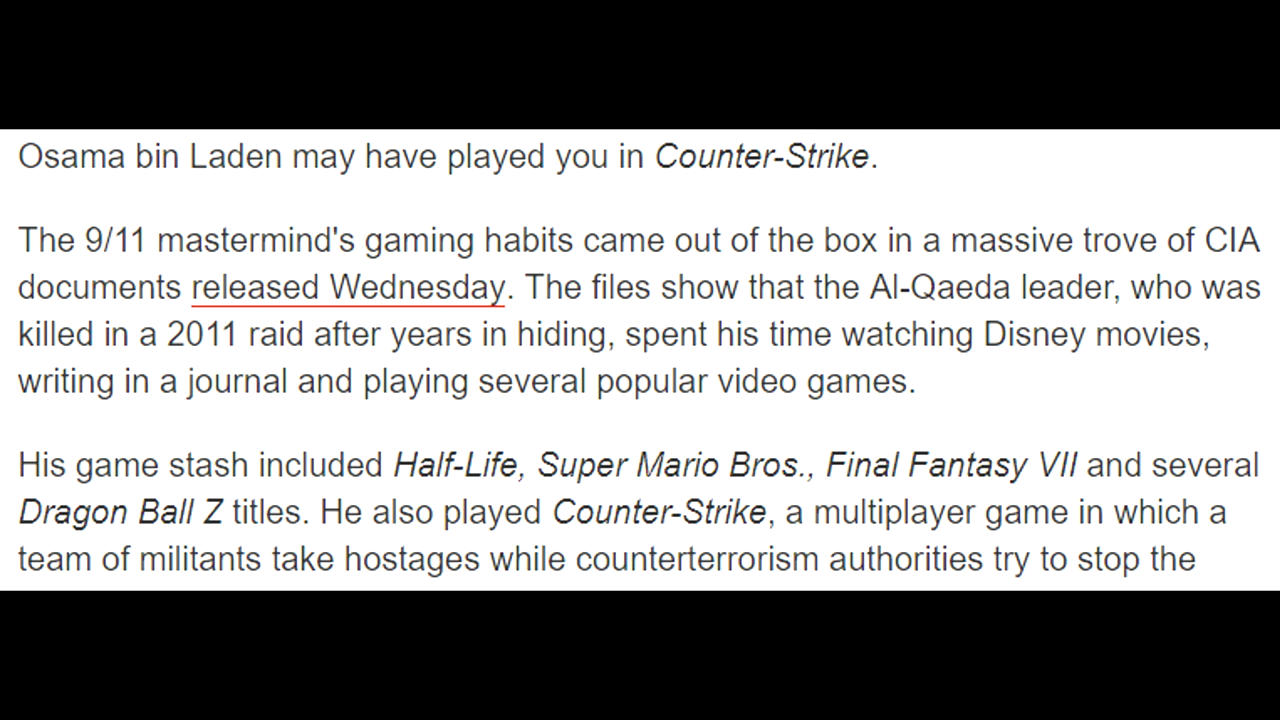 Osama bin Laden may have played you in Counter-Strike.
The 9/11 mastermind's gaming habits came out of the box in a massive trove of CIA
documents released Wednesday. The files show that the Al-Qaeda leader, who was
killed in a 2011 raid after years in hiding, spent his time watching Disney movies,
writing in a journal and playing several popular video games.
His game stash included Half-Life, Super Mario Bros., Final Fantasy VII and several
Dragon Ball Z titles. He also played Counter-Strike, a multiplayer game in which a
team of militants take hostages while counterterrorism authorities try to stop the